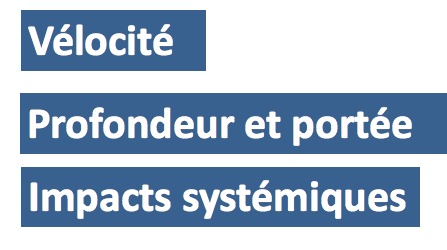 Vélocité
Profondeur et portée
Impacts systémiques